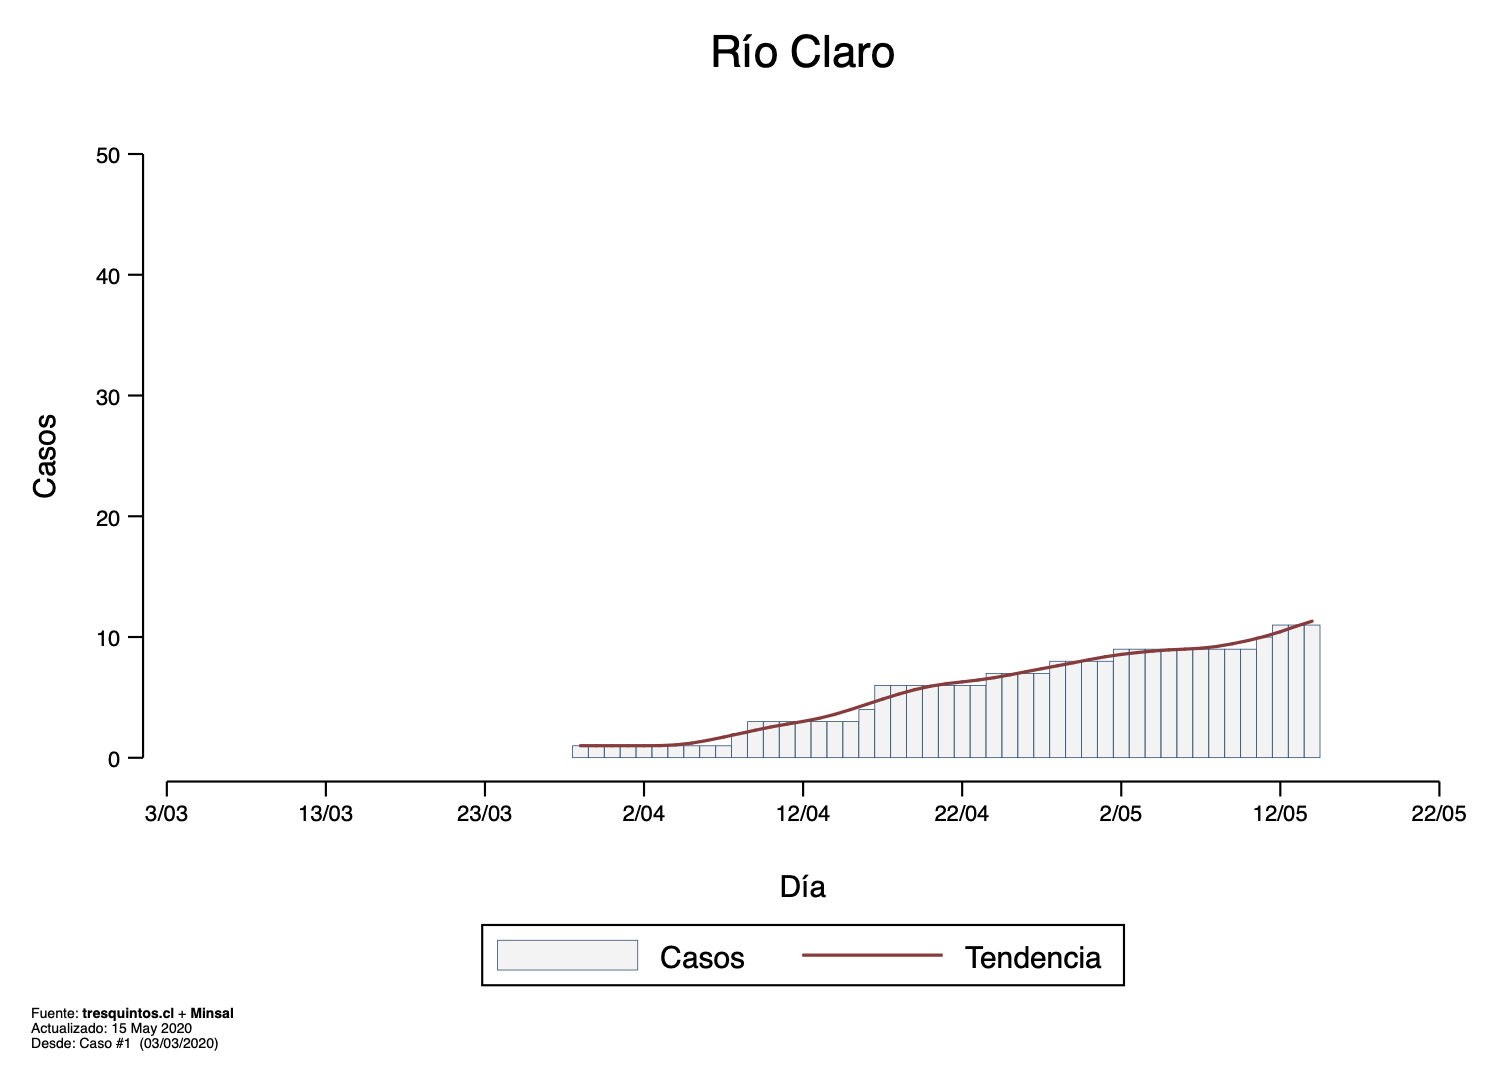 Río Claro
50
40
30
20
10
0
Casos
3/03 13/03 23/03 2/04 12/04 22/04 2/05 12/05 22/05
Día
Casos Tendencia
Fuente: tresquintos.cl + Minsal
Actualizado: 15 May 2020
Desde: Caso #1 (03/03/2020)